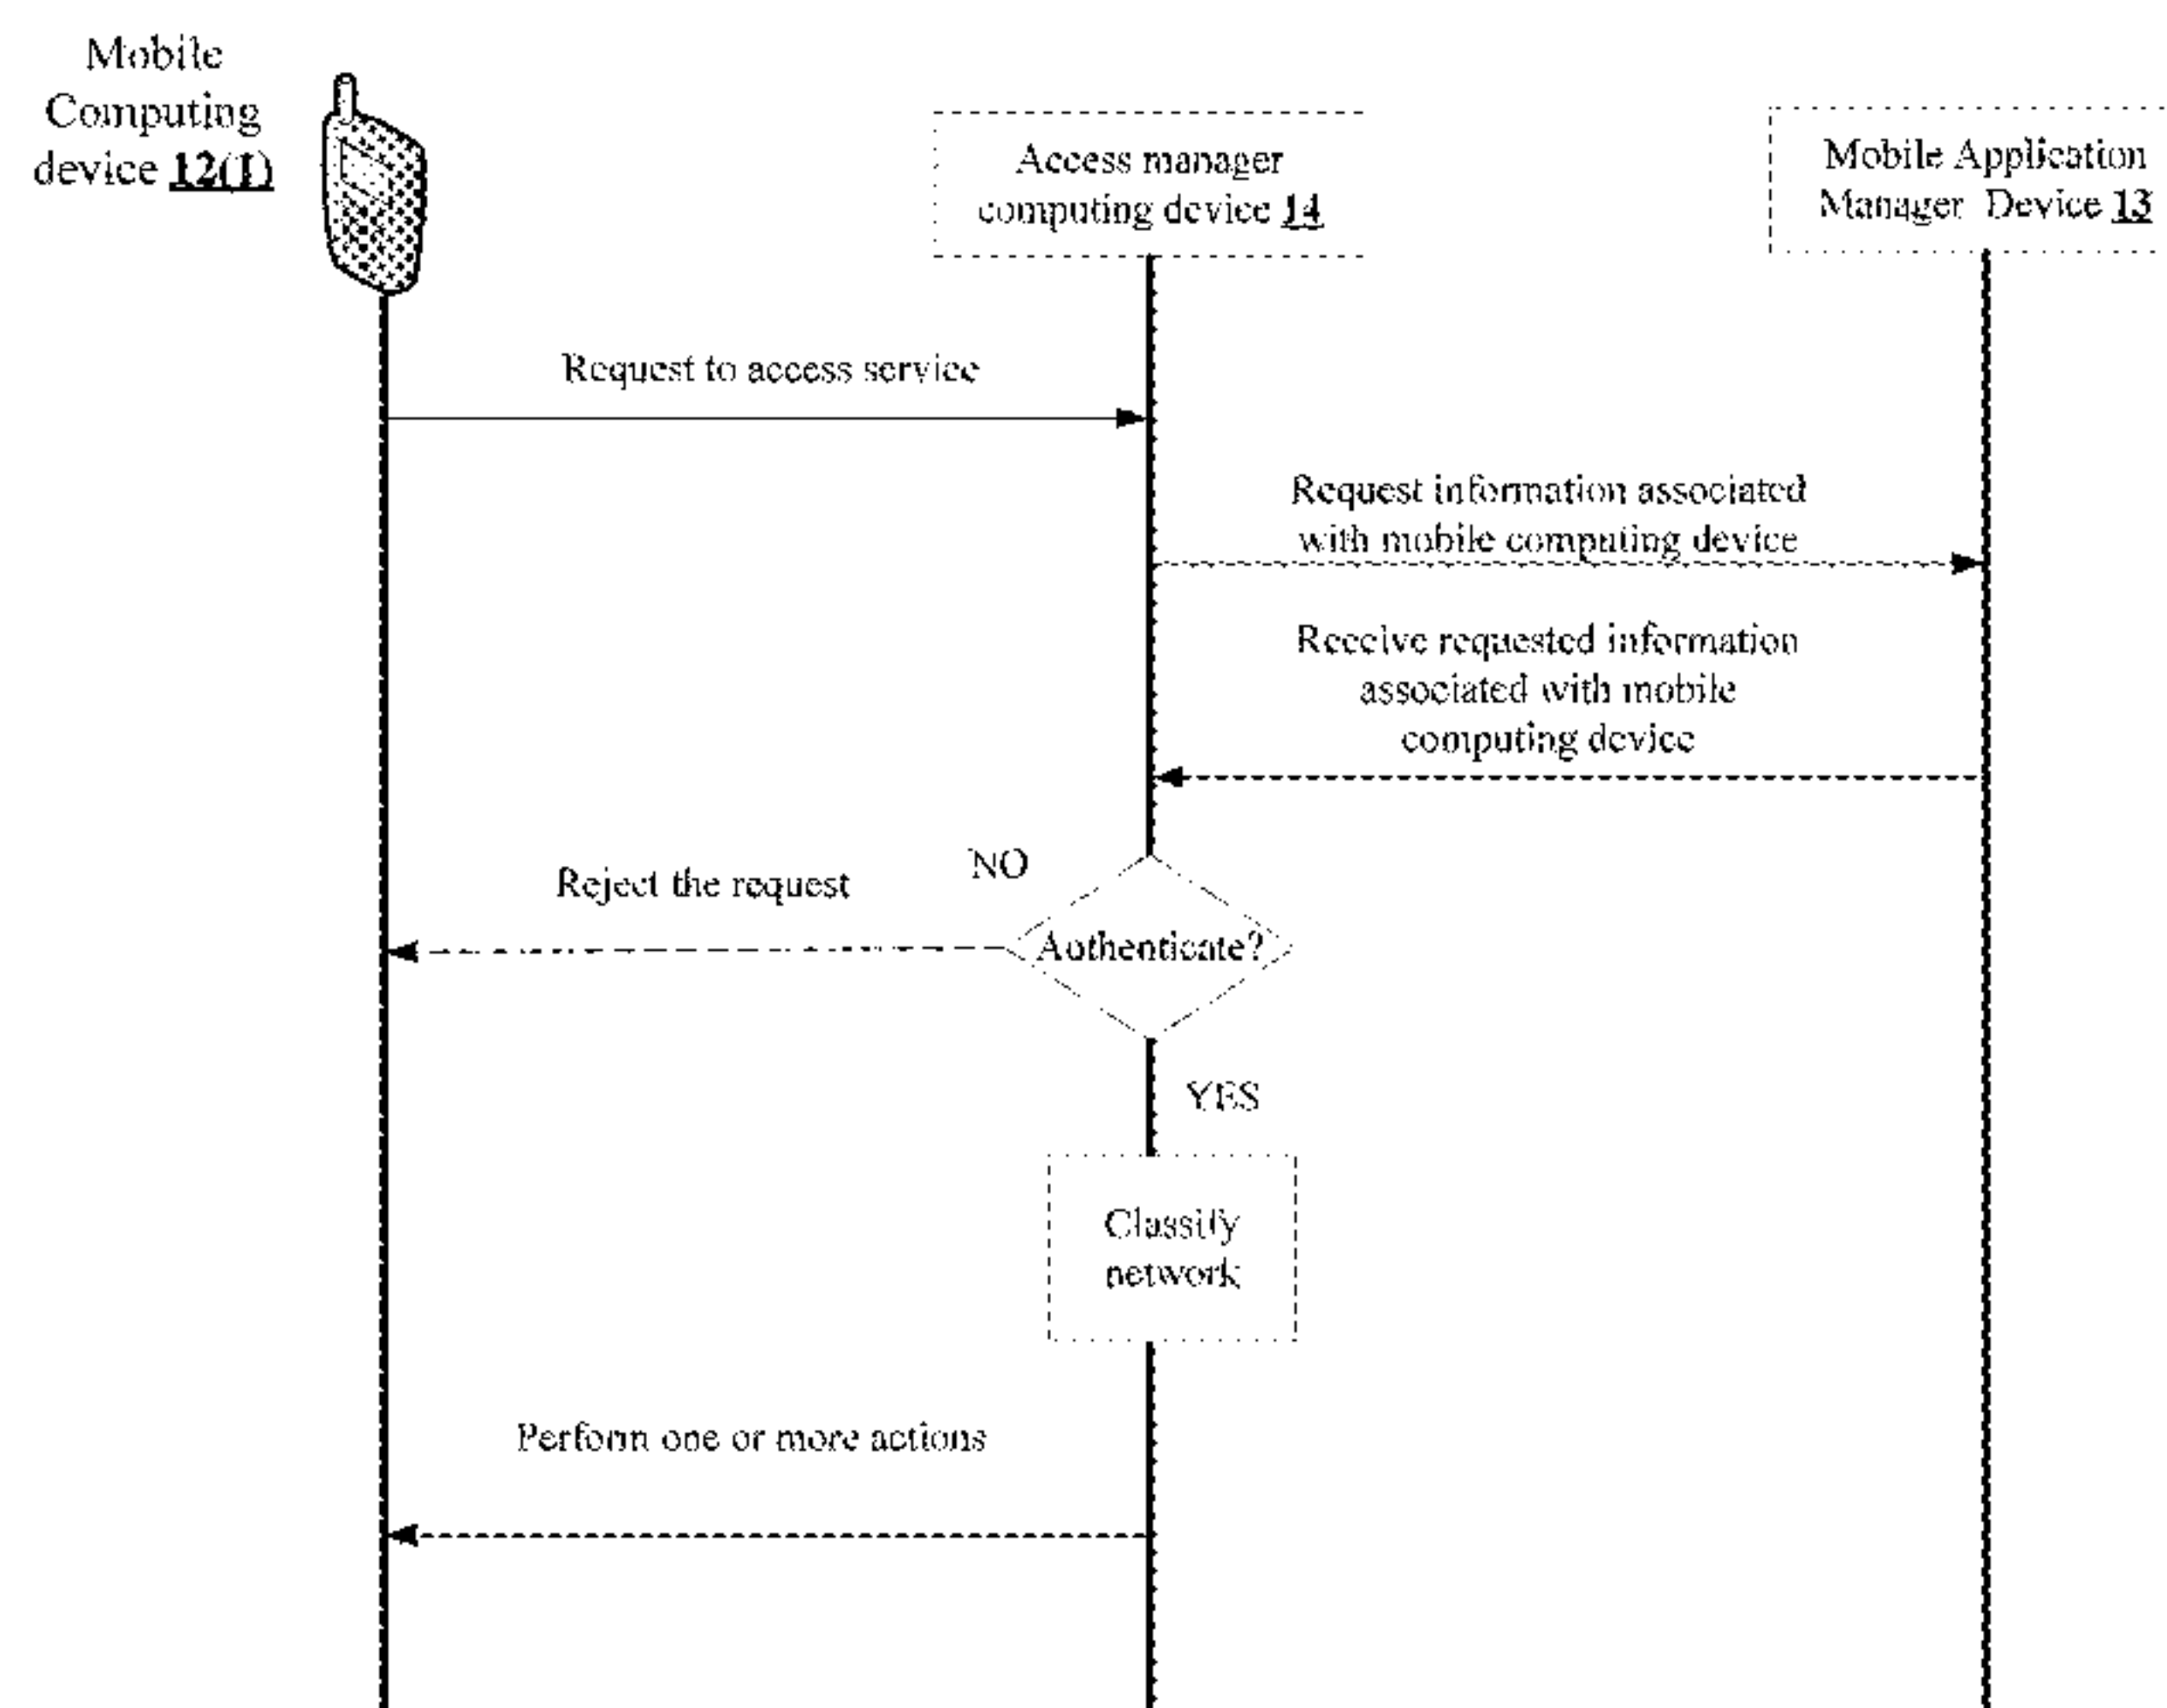 Mobile
Computing
device 12(1)
Access manager
computing device 14
Mobile Application
Manager Device 13
Request to access service
Request information associated
with mobile computing device
Receive requested information
associated with mobile
computing device
NO
Reject the request
Authenticate?
YES
Classify
network
Perform one or more actions